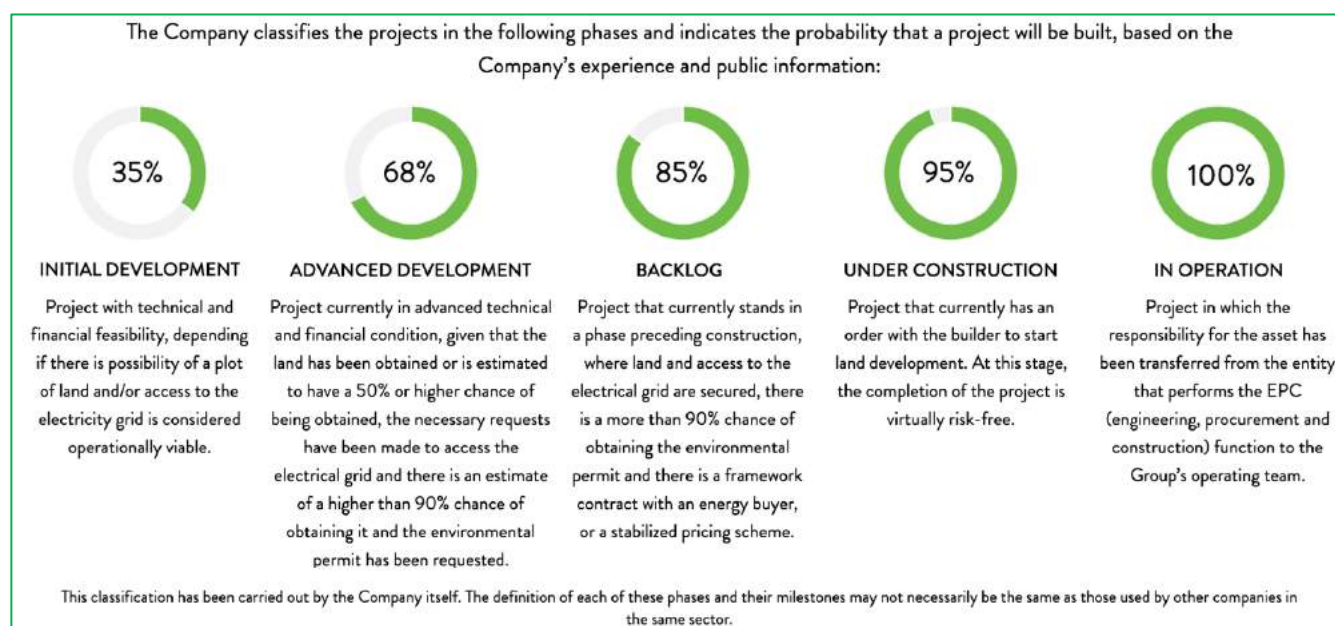 The Company classifies the projects in the following phases and indicates the probability that a project will be built, based on the
Company's experience and public information:
35%
68%
85%
95%
100%
INITIAL DEVELOPMENT
Project with technical and
financial feasibility, depending
if there is possibility of a plot
of land and/or access to the
electricity grid is considered
operationally viable.
ADVANCED DEVELOPMENT
Project currently in advanced technical
and financial condition, given that the
land has been obtained or is estimated
to have a 50% or higher chance of
being obtained, the necessary requests
have been made to access the
electrical grid and there is an estimate
of a higher than 90% chance of
obtaining it and the environmental
permit has been requested.
BACKLOG
Project that currently stands in
a phase preceding construction,
where land and access to the
electrical grid are secured, there
is a more than 90% chance of
obtaining the environmental
permit and there is a framework
contract with an energy buyer,
or a stabilized pricing scheme.
UNDER CONSTRUCTION
Project that currently has an
order with the builder to start
land development. At this stage,
the completion of the project is
virtually risk-free.
IN OPERATION
Project in which the
responsibility for the asset has
been transferred from the entity
that performs the EPC
(engineering, procurement and
construction) function to the
Group's operating team.
This classification has been carried out by the Company itself. The definition of each of these phases and their milestones may not necessarily be the same as those used by other companies in
the same sector.